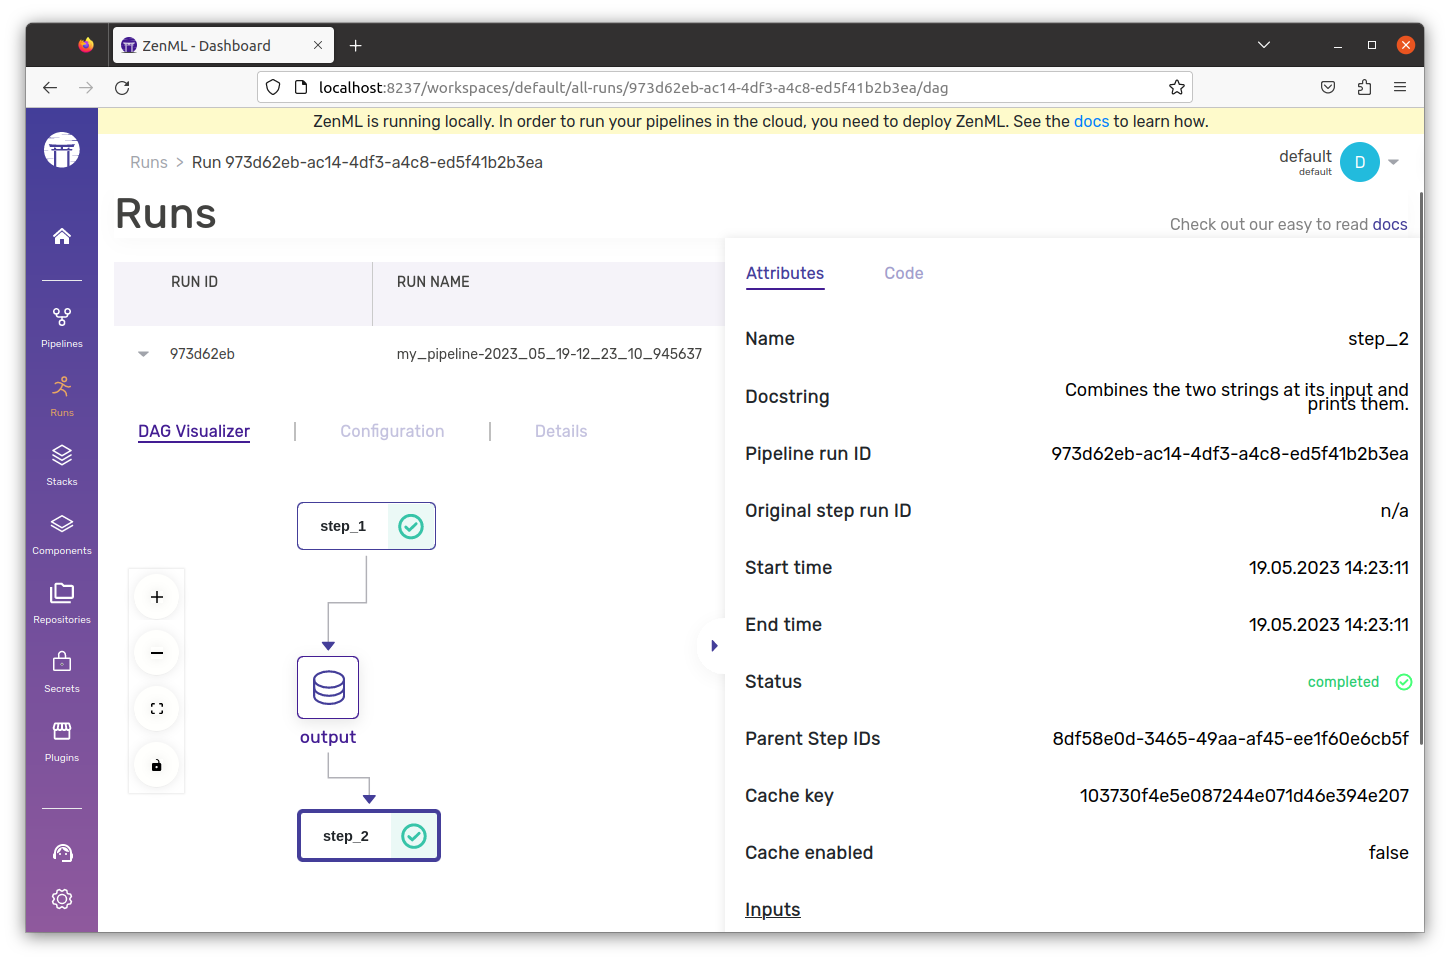 ZenML - Dashboard
localhost:8237/workspaces/default/all-runs/973d62eb-ac14-4df3-a4c8-ed5f41b2b3ea/dag
ZenML is running locally. In order to run your pipelines in the cloud, you need to deploy ZenML. See the docs to learn how.
Runs > Run 973d62eb-ac14-4df3-a4c8-ed5f41b2b3ea
default
default
D
Runs
Check out our easy to read docs
Pipelines
Runs
Stacks
Components
Repositories
Secrets
Plugins
RUN ID
RUN NAME
973d62eb
my_pipeline-2023_05_19-12_23_10_945637
DAG Visualizer
Configuration
Details
step_1
output
step_2
Attributes
Code
Name
step_2
Docstring
Combines the two strings at its input and
prints them.
Pipeline run ID
973d62eb-ac14-4df3-a4c8-ed5f41b2b3ea
Original step run ID
n/a
Start time
19.05.2023 14:23:11
End time
19.05.2023 14:23:11
Status
completed
Parent Step IDs
8df58e0d-3465-49aa-af45-ee1f60e6cb5f
Cache key
103730f4e5e087244e071d46e394e207
Cache enabled
false
Inputs